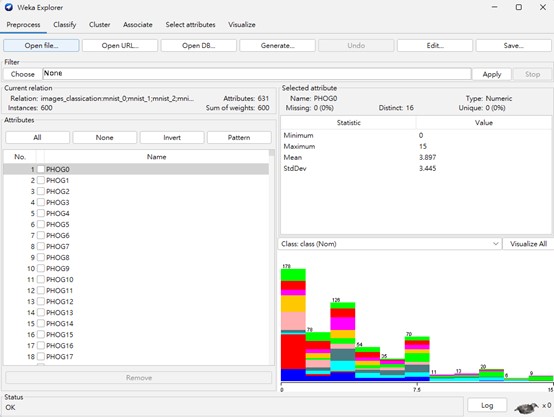 Weka Explorer
Preprocess Classify Cluster Associate Select attributes Visualize
Open file... Open URL... Open DB... Generate... Undo Edit... Save...
Filter
Choose None Apply Stop
Current relation
Relation: images_classication:mnist_0;mnist_1;mnist_2;mni... Attributes: 631
Instances: 600 Sum of weights: 600
Attributes
All None Invert Pattern
No. Name
1 PHOG0
2 PHOG1
3 PHOG2
4 PHOG3
5 PHOG4
6 PHOG5
7 PHOG6
8 PHOG7
9 PHOG8
10 PHOG9
11 PHOG10
12 PHOG11
13 PHOG12
14 PHOG13
15 PHOG14
16 PHOG15
17 PHOG16
18 PHOG17
Remove
Selected attribute
Name: PHOG0 Type: Numeric
Missing: 0 (0%) Distinct: 16 Unique: 0 (0%)
Statistic Value
Minimum 0
Maximum 15
Mean 3.897
StdDev 3.445
Class: class (Nom) Visualize All
79
54
35
70
11
13
20
6
9
0 7.5 15
Status
OK
Log x 0